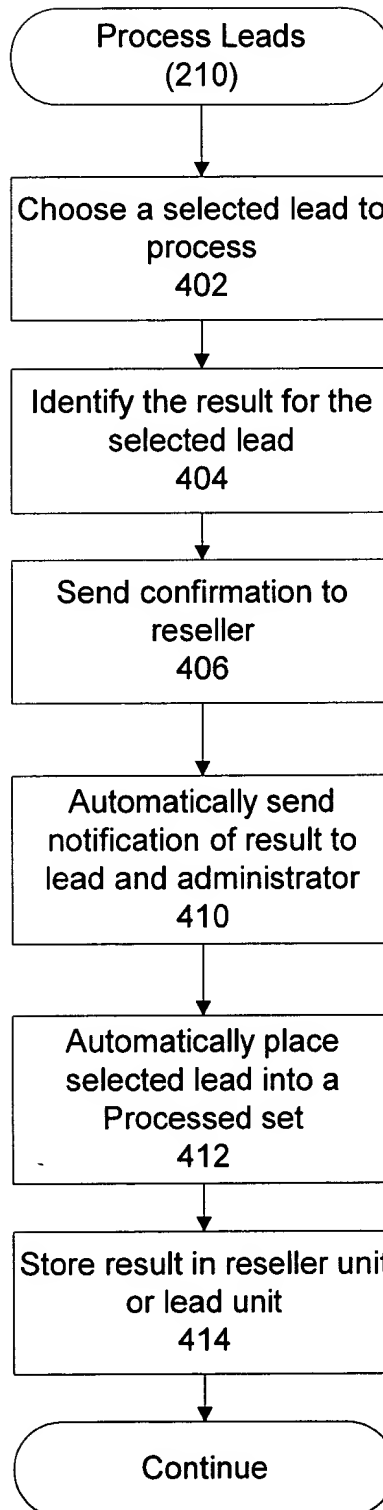 Process Leads
(210)
Choose a selected lead to
process
402
Identify the result for the
selected lead
404
Send confirmation to
reseller
406
Automatically send
notification of result to
lead and administrator
410
Automatically place
selected lead into a
Processed set
412
Store result in reseller unit
or lead unit
414
Continue